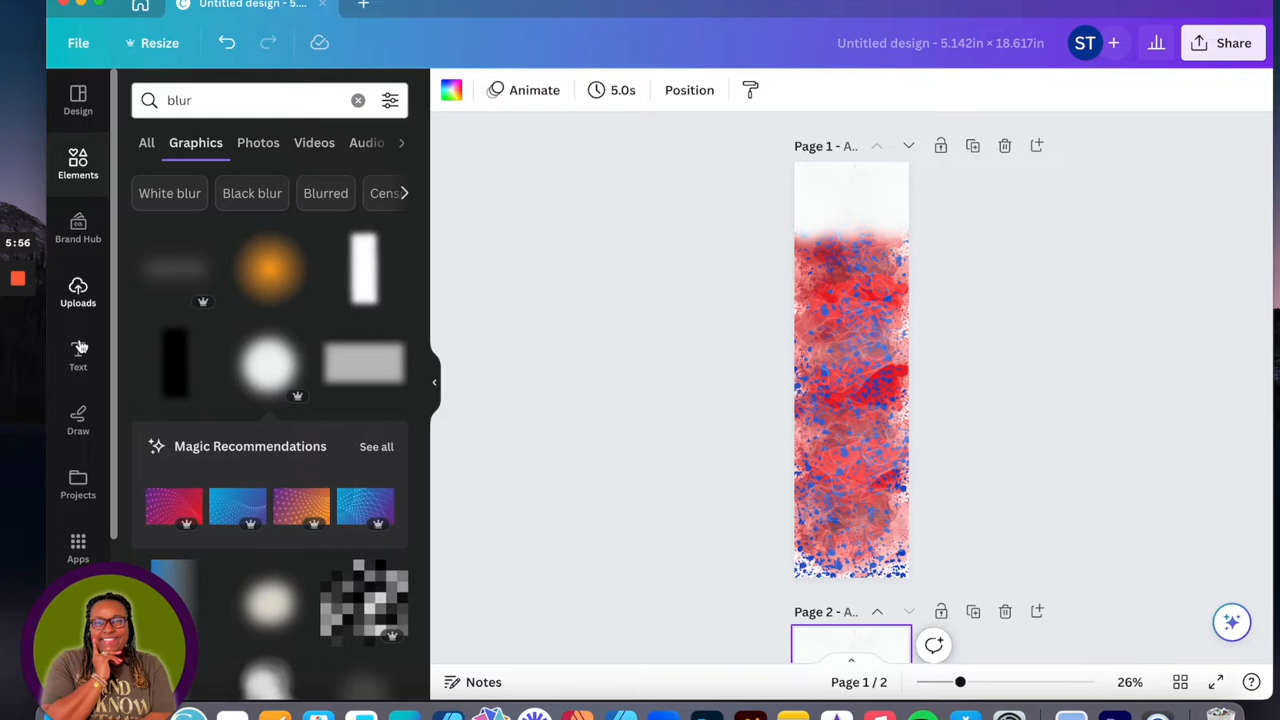 Untitled design - 5....
File
Resize
Untitled design - 5.142in × 18.617in
ST
Share
Design
Elements
Brand Hub
Uploads
Text
Draw
Projects
Apps
5:56
blur
All Graphics Photos Videos Audio
White blur Black blur Blurred Cens
Magic Recommendations See all
Animate 5.0s Position
Page 1 - A..
Page 2 - A..
Notes
Page 1 / 2
26%
AND
KNOW